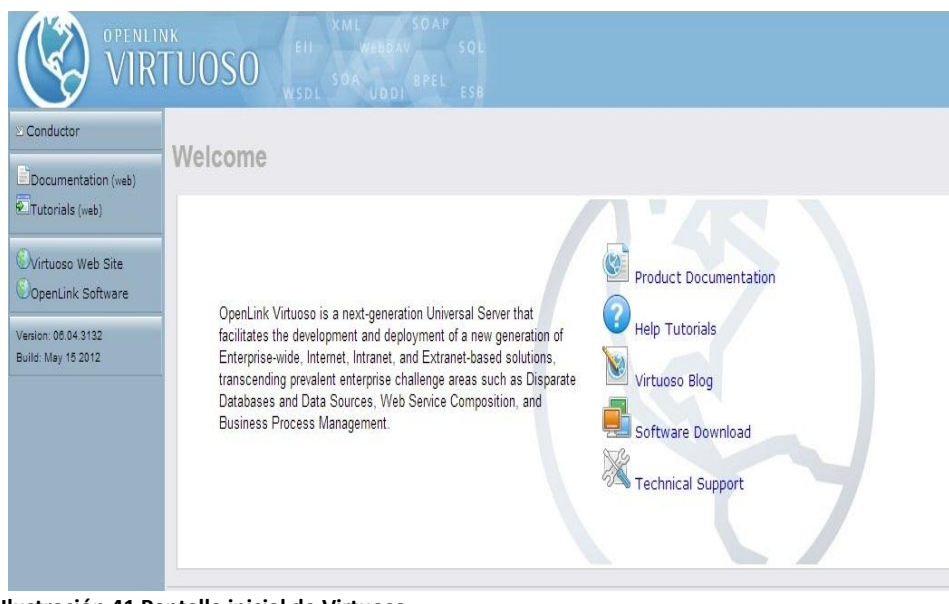 OPENLINK
VIRTUOSO
XML SOAP
EII WebDAV SQL
SOA BPEL
WSDL UDDI ESB
Conductor
Documentation (web)
Tutorials (web)
Virtuoso Web Site
OpenLink Software
Version: 06.04.3132
Build: May 15 2012
Welcome
OpenLink Virtuoso is a next-generation Universal Server that
facilitates the development and deployment of a new generation of
Enterprise-wide, Internet, Intranet, and Extranet-based solutions,
transcending prevalent enterprise challenge areas such as Disparate
Databases and Data Sources, Web Service Composition, and
Business Process Management.
Product Documentation
Help Tutorials
Virtuoso Blog
Software Download
Technical Support
Ilustración 41 Pantalla inicial de Virtuoso